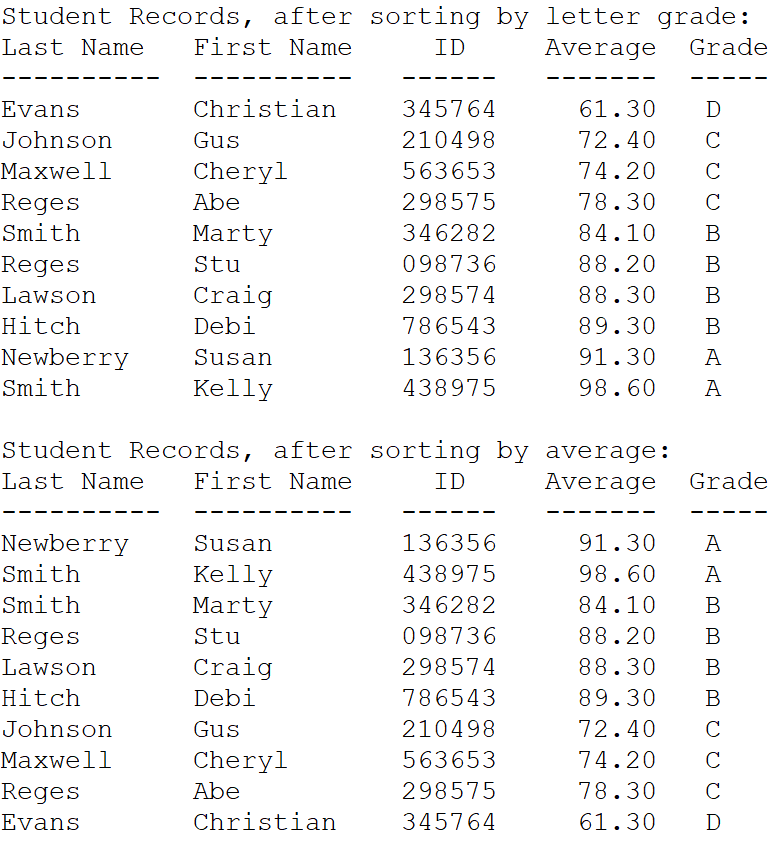 Student Records, after sorting by letter grade:
Last Name   First Name     ID     Average  Grade
----------  ----------   ------   -------  -----
Evans       Christian    345764     61.30   D
Johnson     Gus          210498     72.40   C
Maxwell     Cheryl       563653     74.20   C
Reges       Abe          298575     78.30   C
Smith       Marty        346282     84.10   B
Reges       Stu          098736     88.20   B
Lawson      Craig        298574     88.30   B
Hitch       Debi         786543     89.30   B
Newberry    Susan        136356     91.30   A
Smith       Kelly        438975     98.60   A

Student Records, after sorting by average:
Last Name   First Name     ID     Average  Grade
----------  ----------   ------   -------  -----
Newberry    Susan        136356     91.30   A
Smith       Kelly        438975     98.60   A
Smith       Marty        346282     84.10   B
Reges       Stu          098736     88.20   B
Lawson      Craig        298574     88.30   B
Hitch       Debi         786543     89.30   B
Johnson     Gus          210498     72.40   C
Maxwell     Cheryl       563653     74.20   C
Reges       Abe          298575     78.30   C
Evans       Christian    345764     61.30   D